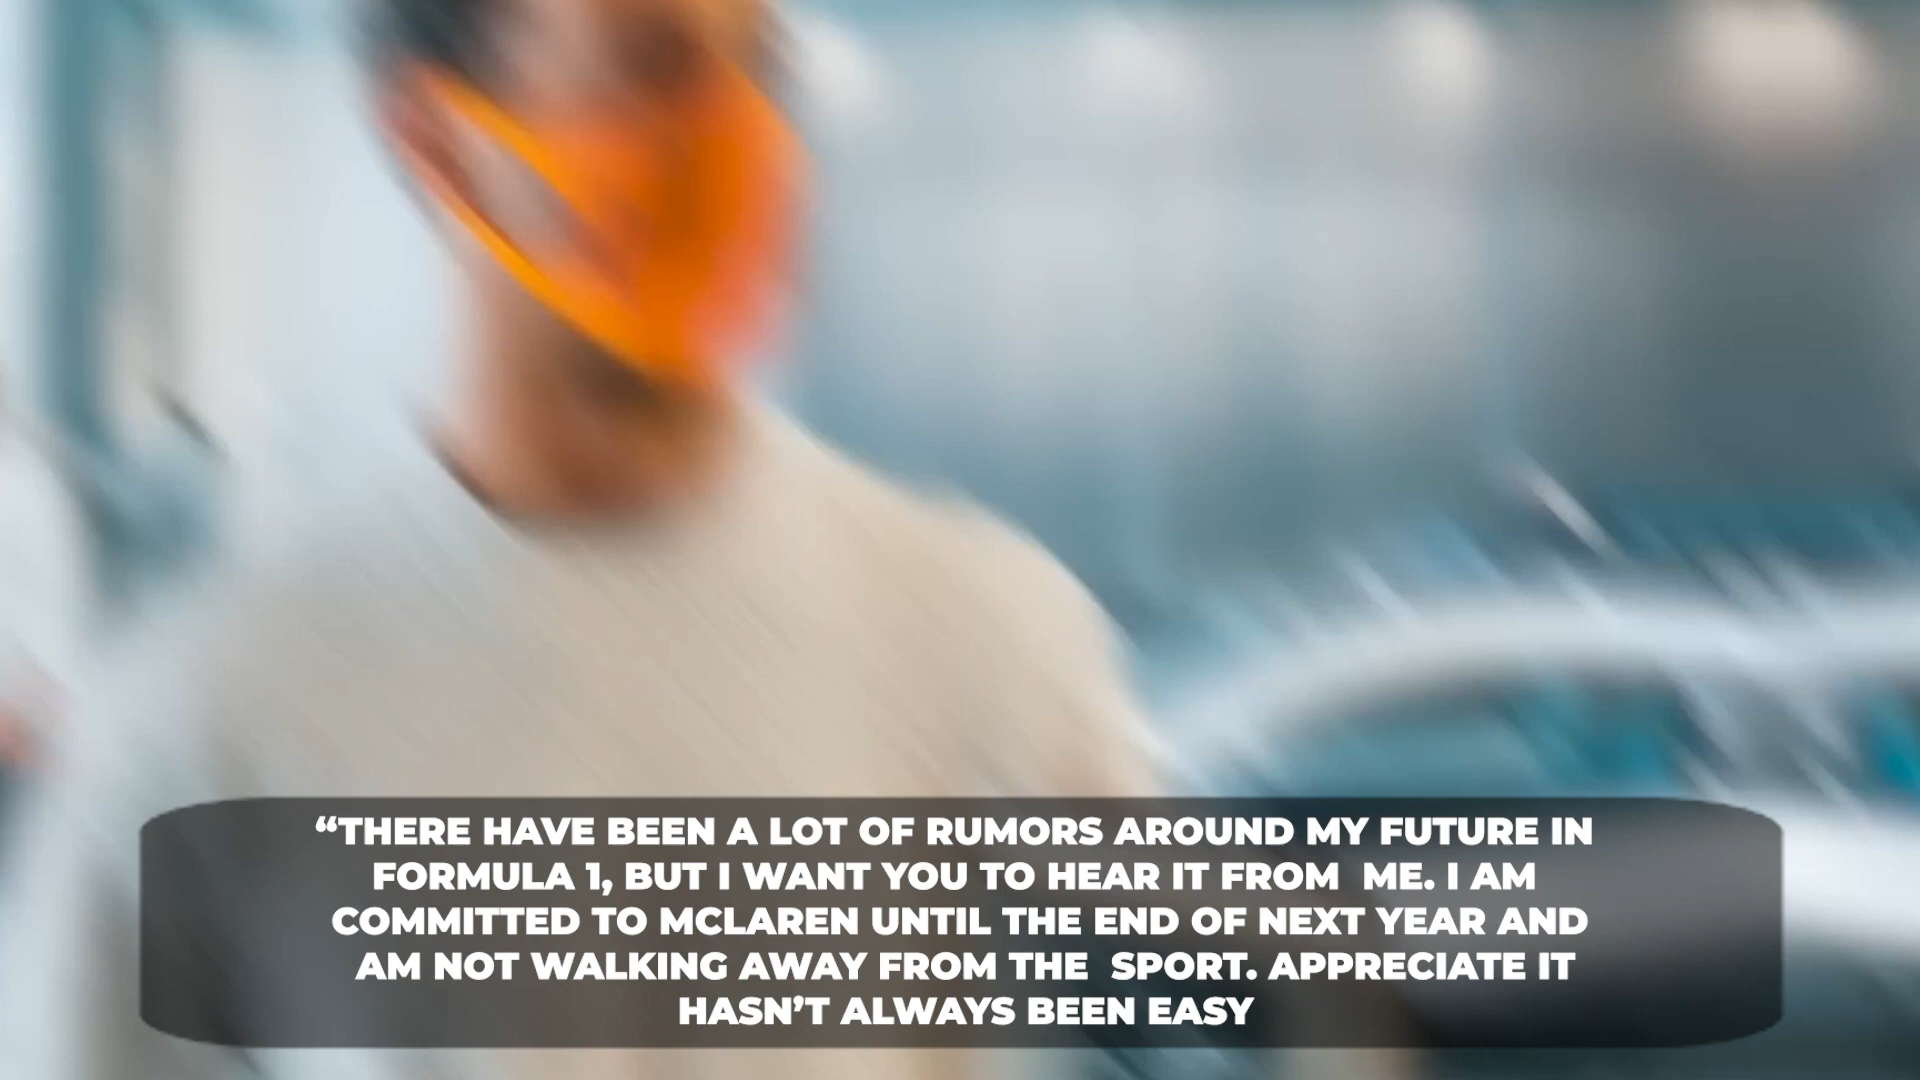 “THERE HAVE BEEN A LOT OF RUMORS AROUND MY FUTURE IN
FORMULA 1, BUT I WANT YOU TO HEAR IT FROM  ME. I AM
COMMITTED TO MCLAREN UNTIL THE END OF NEXT YEAR AND
AM NOT WALKING AWAY FROM THE  SPORT. APPRECIATE IT
HASN’T ALWAYS BEEN EASY